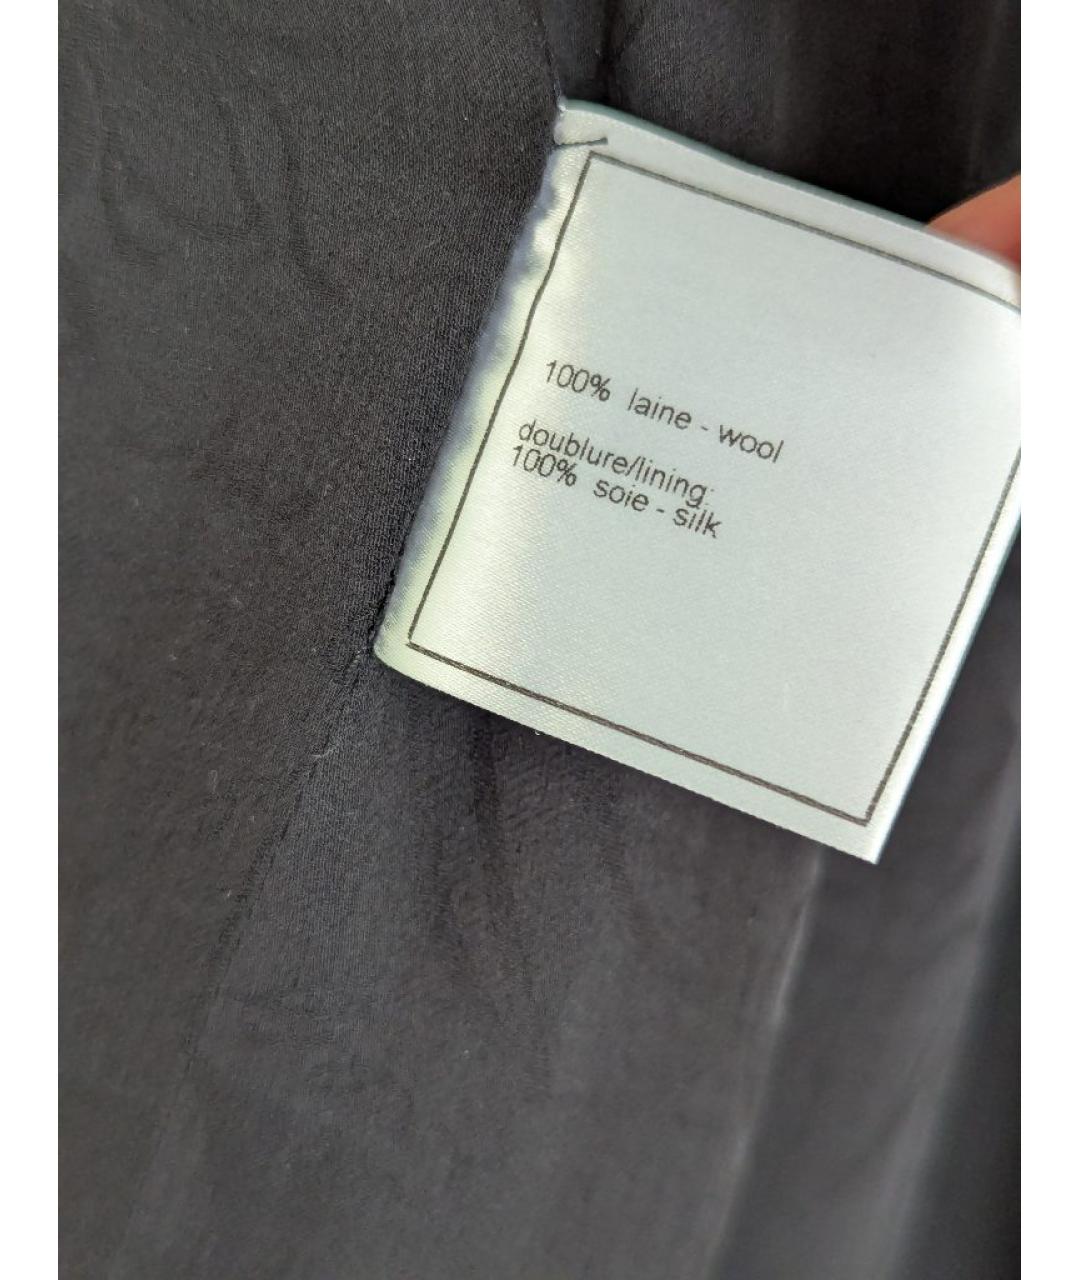 100% laine - wool
doublure/lining:
100% soie - silk